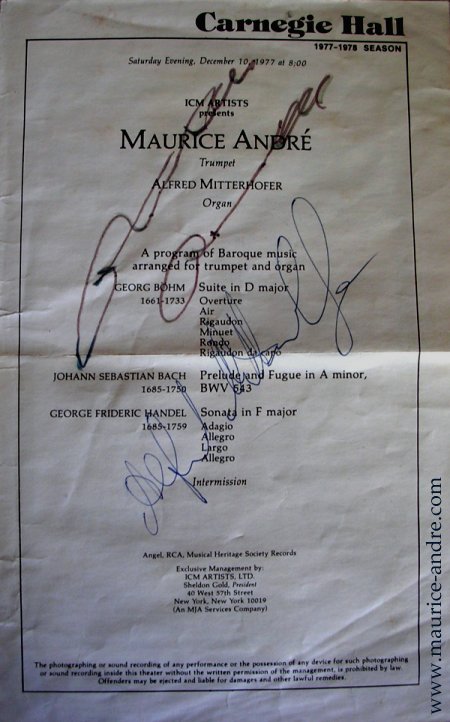 Carnegie Hall
1977-1978 SEASON
Saturday Evening, December 10, 1977 at 8:00
ICM ARTISTS
presents
MAURICE ANDRÉ
Trumpet
ALFRED MITTERHOFER
Organ
A program of Baroque music
arranged for trumpet and organ
GEORG BÖHM Suite in D major
1661-1733 Overture
Air
Rigaudon
Minuet
Rondo
Rigaudon da capo
JOHANN SEBASTIAN BACH Prelude and Fugue in A minor,
1685-1750 BWV 543
GEORGE FRIDERIC HANDEL Sonata in F major
1685-1759 Adagio
Allegro
Largo
Allegro
Intermission
Angel, RCA, Musical Heritage Society Records
Exclusive Management by:
ICM ARTISTS, LTD.
Sheldon Gold, President
40 West 57th Street
New York, New York 10019
(An MJA Services Company)
The photographing or sound recording of any performance or the possession of any device for such photographing
or sound recording inside this theater without the written permission of the management, is prohibited by law.
Offenders may be ejected and liable for damages and other lawful remedies.
www.maurice-andre.com